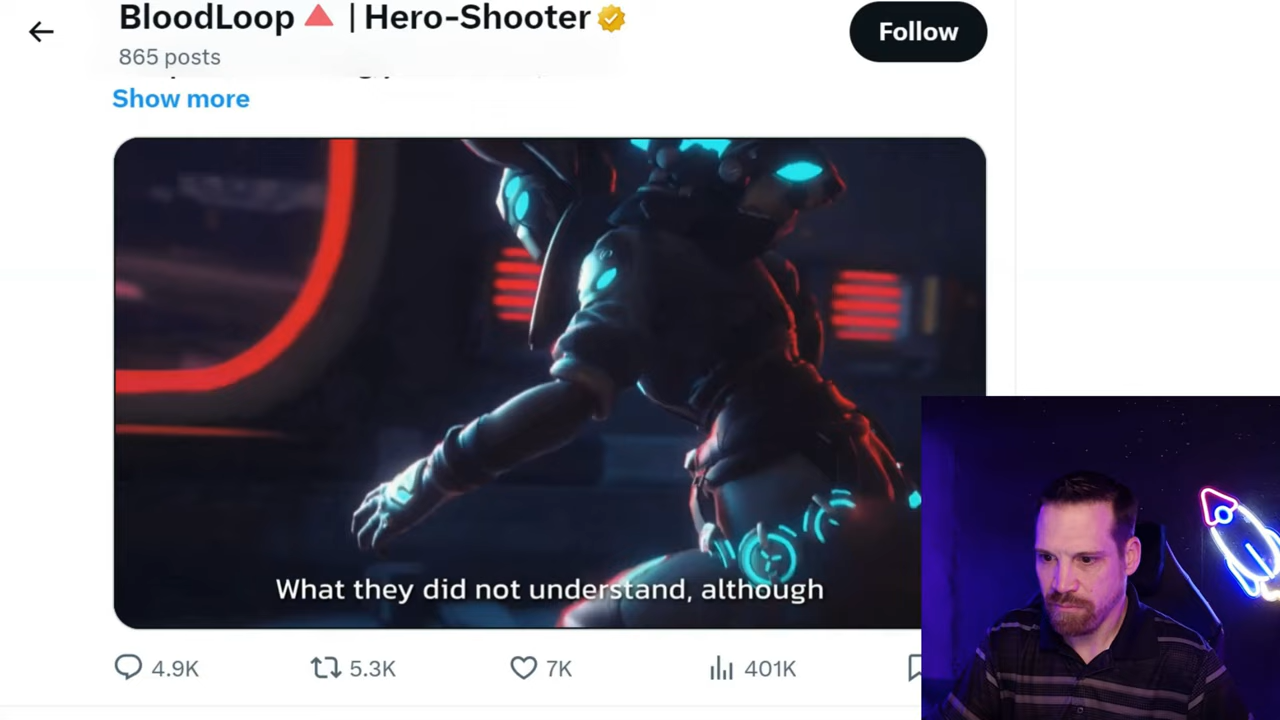 BloodLoop 🔺 | Hero-Shooter
865 posts
Follow
Show more
What they did not understand, although
4.9K
5.3K
7K
401K